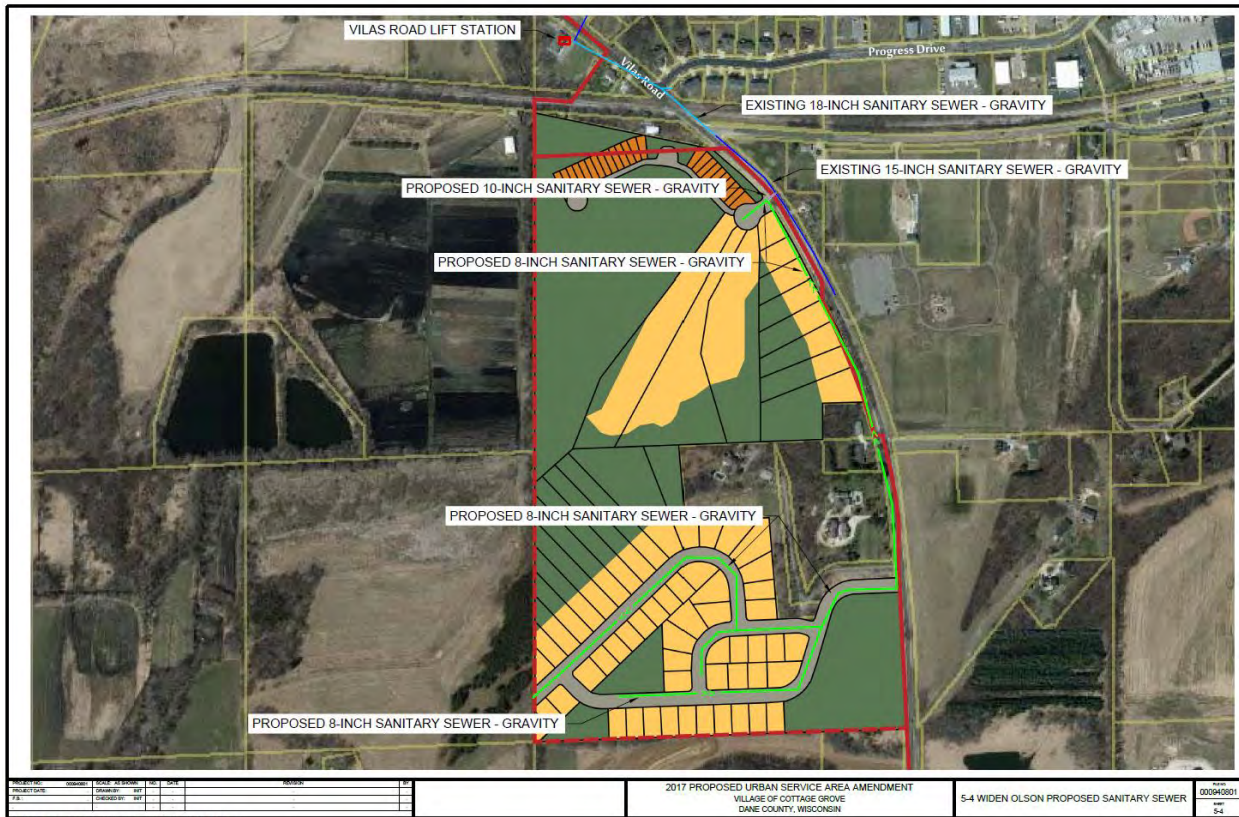 VILAS ROAD LIFT STATION
Progress Drive
Vilas Road
EXISTING 18-INCH SANITARY SEWER - GRAVITY
EXISTING 15-INCH SANITARY SEWER - GRAVITY
PROPOSED 10-INCH SANITARY SEWER - GRAVITY
PROPOSED 8-INCH SANITARY SEWER - GRAVITY
PROPOSED 8-INCH SANITARY SEWER - GRAVITY
PROPOSED 8-INCH SANITARY SEWER - GRAVITY
PROJECT NO.: 000940801 SCALE: AS SHOWN NO. DATE REVISION BY
PROJECT DATE: DRAWN BY: INT
F.B.: CHECKED BY: INT
2017 PROPOSED URBAN SERVICE AREA AMENDMENT
VILLAGE OF COTTAGE GROVE
DANE COUNTY, WISCONSIN
5-4 WIDEN OLSON PROPOSED SANITARY SEWER
000940801
SHEET
5-4